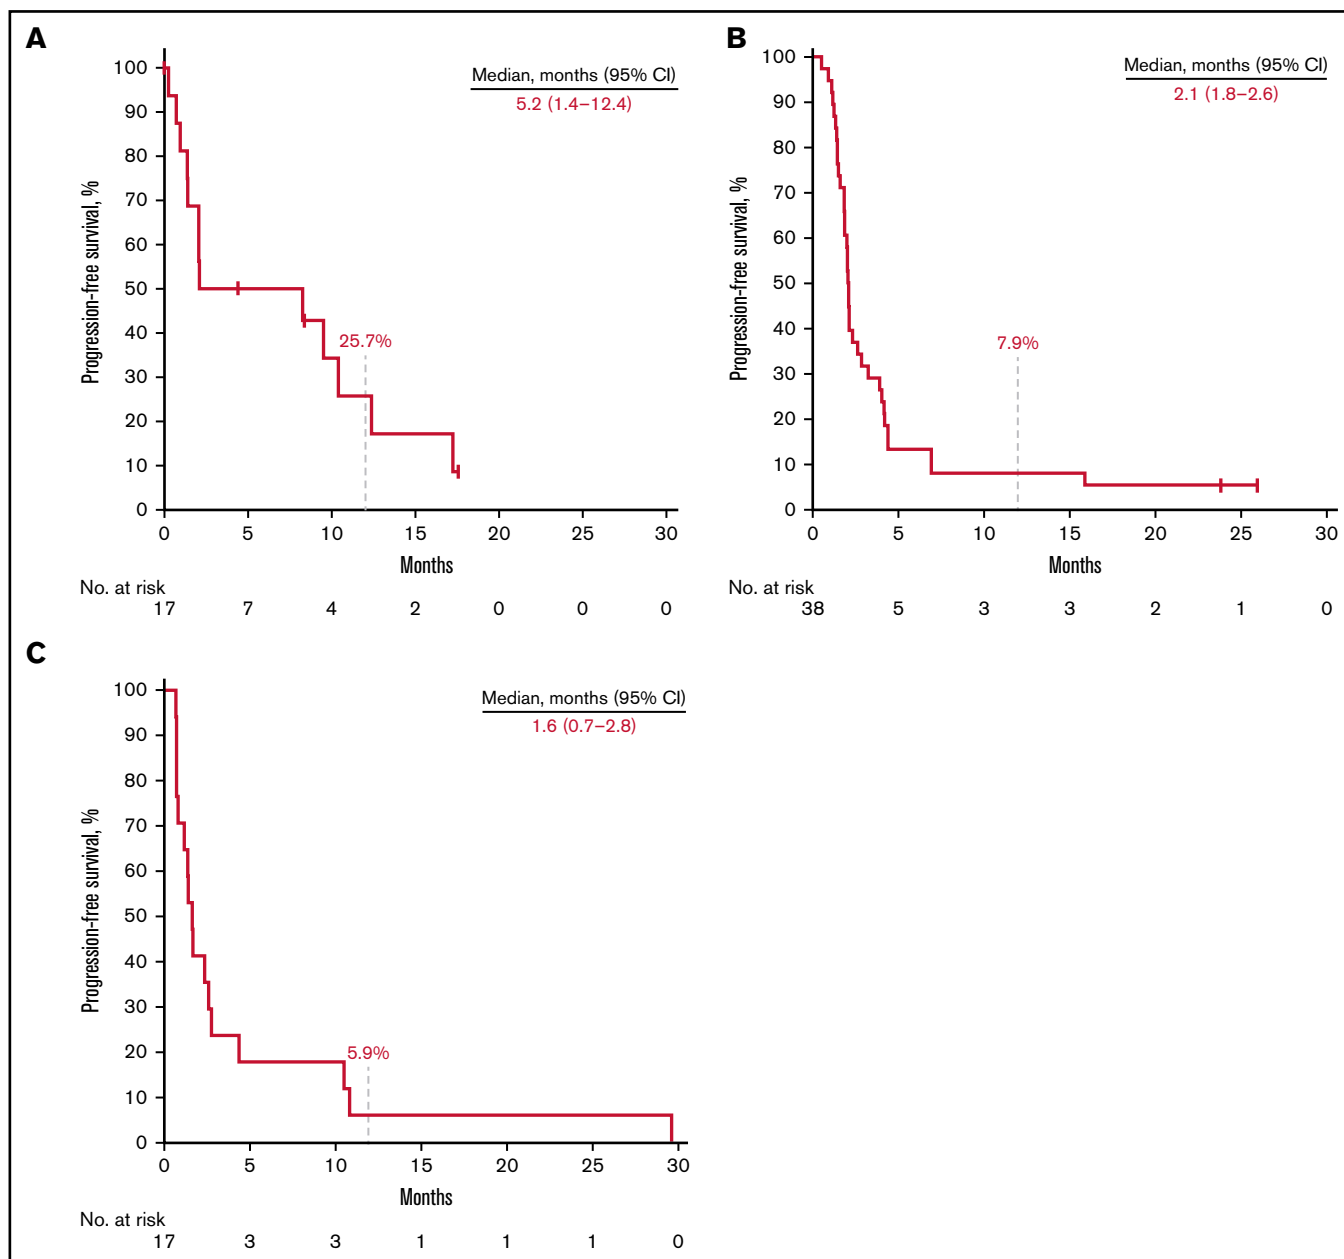 A
Median, months (95% CI)
5.2 (1.4–12.4)
Progression-free survival, %
100
90
80
70
60
50
40
30
20
10
0
25.7%
0 5 10 15 20 25 30
Months
No. at risk
17 7 4 2 0 0 0
B
Median, months (95% CI)
2.1 (1.8–2.6)
Progression-free survival, %
100
90
80
70
60
50
40
30
20
10
0
7.9%
0 5 10 15 20 25 30
Months
No. at risk
38 5 3 3 2 1 0
C
Median, months (95% CI)
1.6 (0.7–2.8)
Progression-free survival, %
100
90
80
70
60
50
40
30
20
10
0
5.9%
0 5 10 15 20 25 30
Months
No. at risk
17 3 3 1 1 1 0